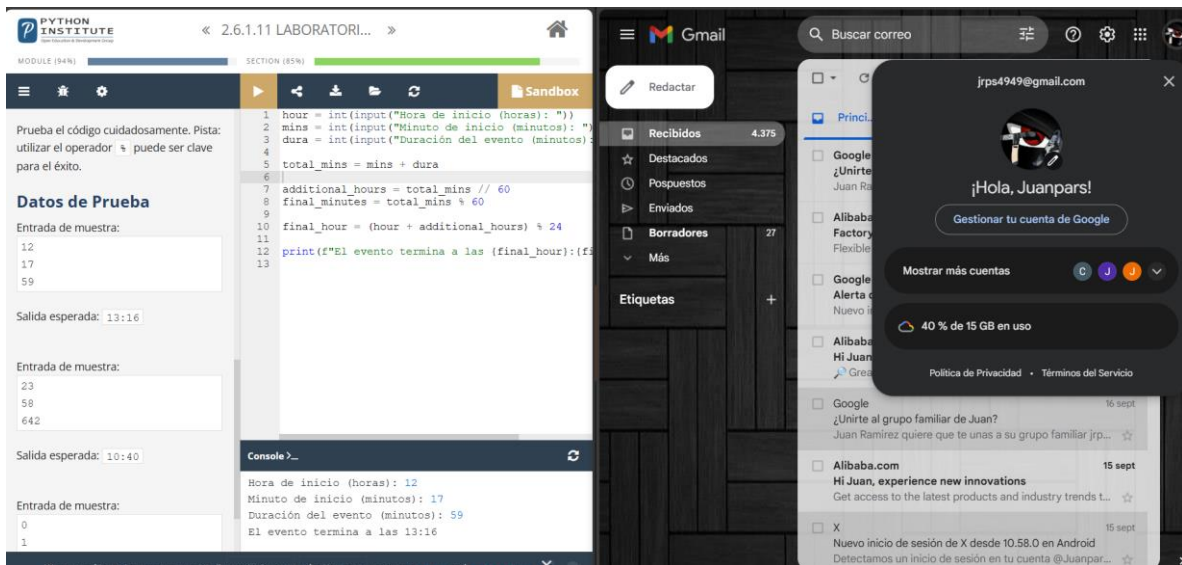 PYTHON
INSTITUTE
Open Education & Development Group
« 2.6.1.11 LABORATORI... »
MODULE (94%)
SECTION (85%)
Sandbox
Prueba el código cuidadosamente. Pista:
utilizar el operador % puede ser clave
para el éxito.
Datos de Prueba
Entrada de muestra:
12
17
59
Salida esperada: 13:16
Entrada de muestra:
23
58
642
Salida esperada: 10:40
Entrada de muestra:
0
1
1 hour = int(input("Hora de inicio (horas): "))
2 mins = int(input("Minuto de inicio (minutos): ")
3 dura = int(input("Duración del evento (minutos):
4
5 total_mins = mins + dura
6
7 additional_hours = total_mins // 60
8 final_minutes = total_mins % 60
9
10 final_hour = (hour + additional_hours) % 24
11
12 print(f"El evento termina a las {final_hour}:{fi
13
Console >_
Hora de inicio (horas): 12
Minuto de inicio (minutos): 17
Duración del evento (minutos): 59
El evento termina a las 13:16
Gmail
Buscar correo
Redactar
Recibidos 4.375
Destacados
Pospuestos
Enviados
Borradores 27
Más
Etiquetas +
Princi...
Google
¿Unirte
Juan Ra
Alibaba
Factory
Flexible
Google
Alerta
Nuevo i
Alibaba
Hi Juan
Grea
Google 16 sept
¿Unirte al grupo familiar de Juan?
Juan Ramírez quiere que te unas a su grupo familiar jrp...
Alibaba.com 15 sept
Hi Juan, experience new innovations
Get access to the latest products and industry trends t...
X 15 sept
Nuevo inicio de sesión de X desde 10.58.0 en Android
Detectamos un inicio de sesión en tu cuenta @Juanpar...
jrps4949@gmail.com
¡Hola, Juanpars!
Gestionar tu cuenta de Google
Mostrar más cuentas C J J
40 % de 15 GB en uso
Política de Privacidad • Términos del Servicio